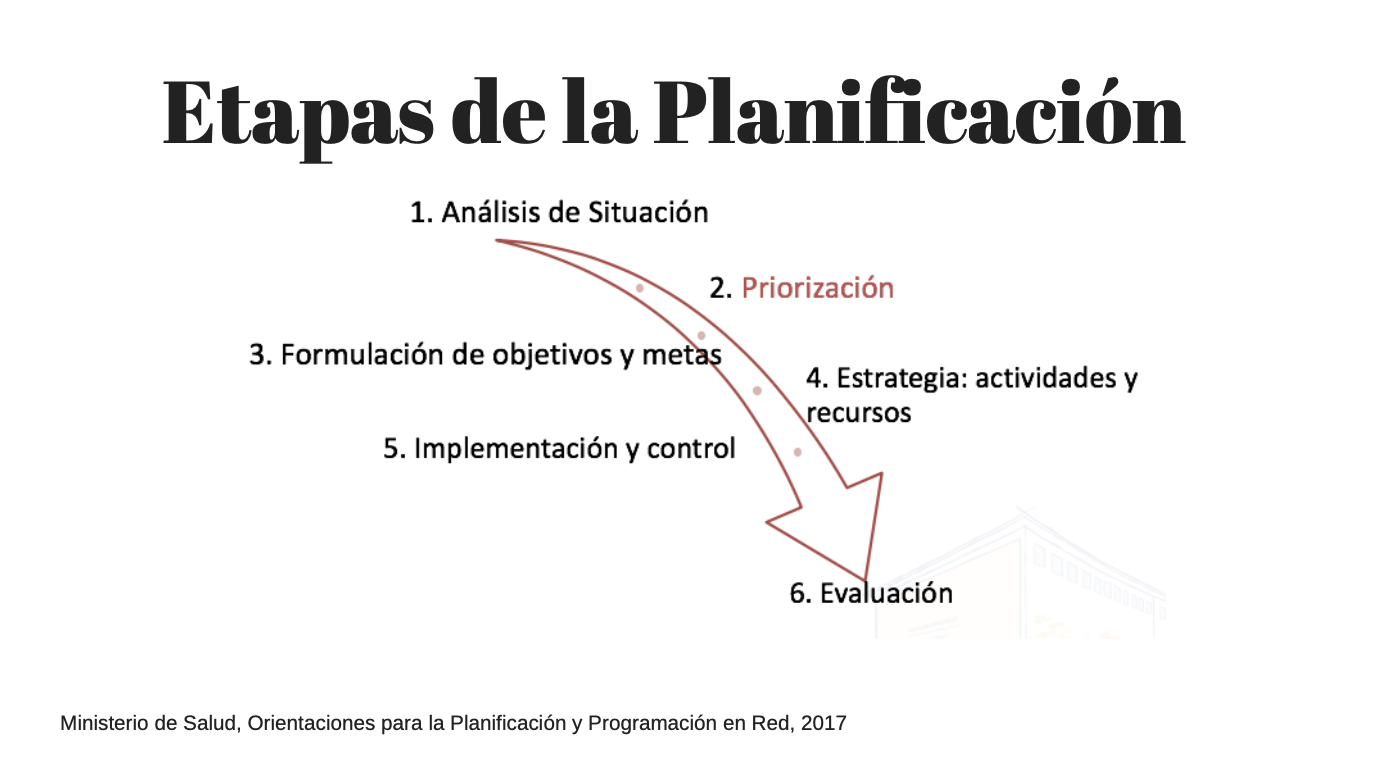 Etapas de la Planificación
1. Análisis de Situación
2. Priorización
3. Formulación de objetivos y metas
4. Estrategia: actividades y
recursos
5. Implementación y control
6. Evaluación
Ministerio de Salud, Orientaciones para la Planificación y Programación en Red, 2017